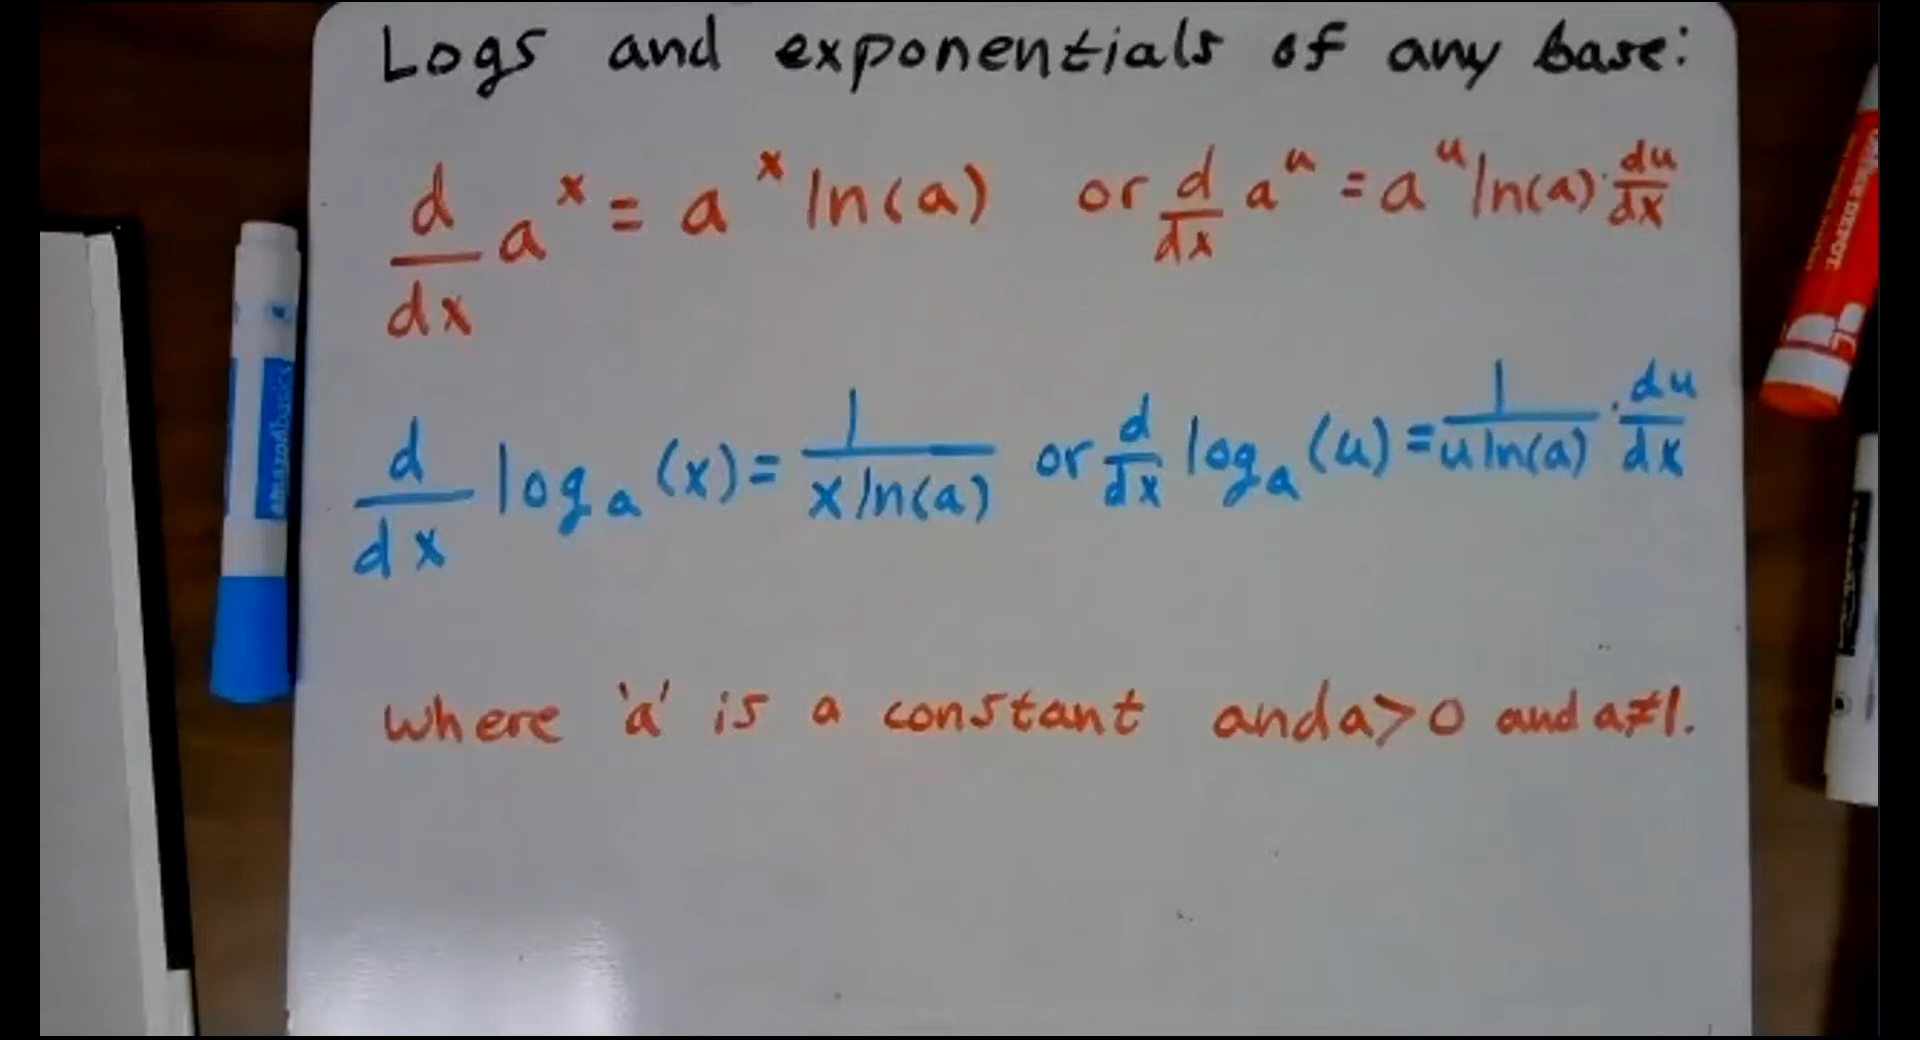 Logs and exponentials of any base:
d/dx a^x = a^x ln(a) or d/dx a^u = a^u ln(a) · du/dx
d/dx log_a (x) = 1/(x ln(a)) or d/dx log_a (u) = 1/(u ln(a)) · du/dx
where 'a' is a constant and a>0 and a≠1.
amazonbasics